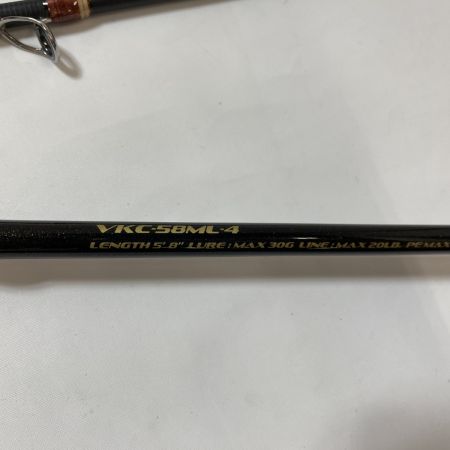 VKC-58ML-4
LENGTH 5'.8" LURE:MAX 30G LINE:MAX 20LB. PEMAX